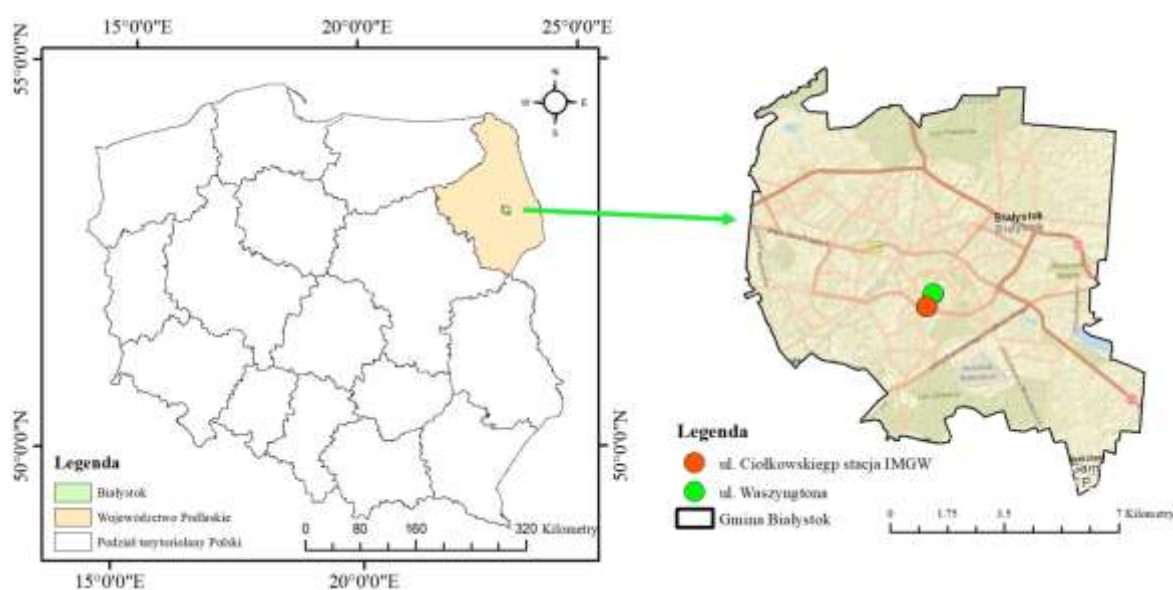 15°0'0"E 20°0'0"E 25°0'0"E
55°0'0"N
N
W E
S
50°0'0"N
50°0'0"N
Legenda
Białystok
Województwo Podlaskie
Podział terytorialany Polski
0 80 160 320 Kilometry
15°0'0"E 20°0'0"E
Białystok
Białystok
Legenda
ul. Ciołkowskiegp stacja IMGW
ul. Waszyngtona
Gmina Białystok
0 1.75 3.5 7 Kilometry